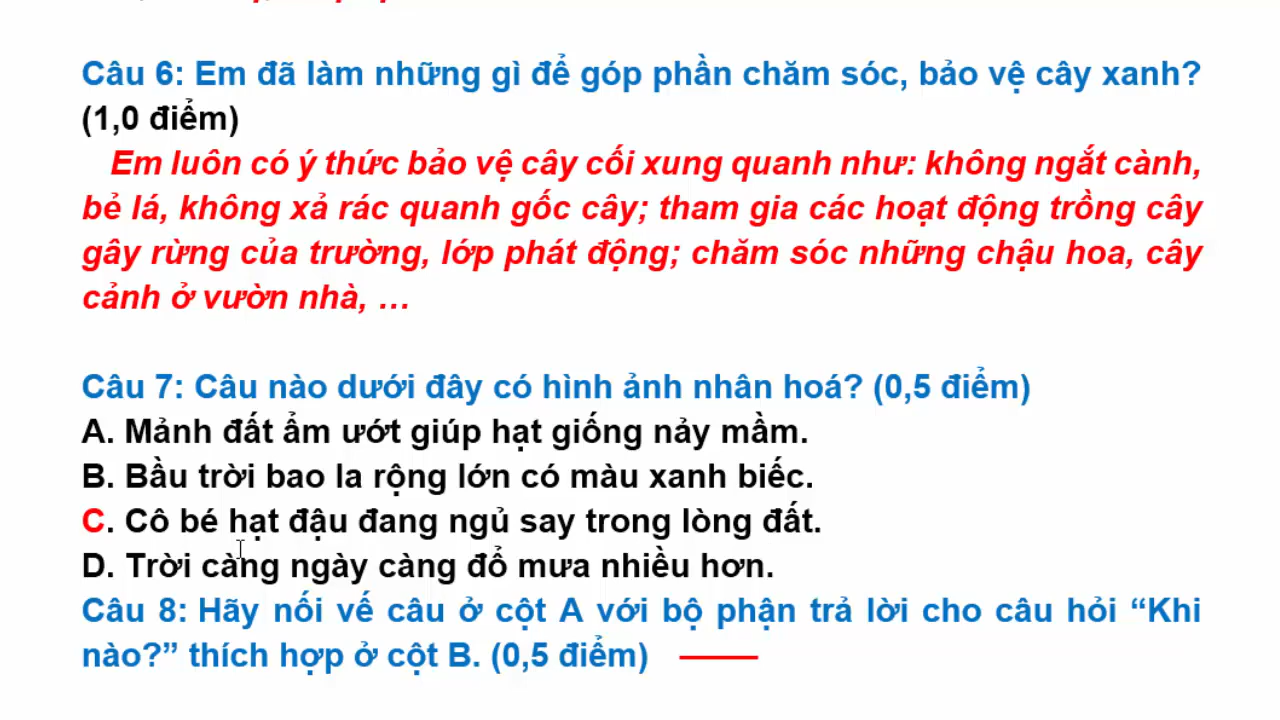 Câu 6: Em đã làm những gì để góp phần chăm sóc, bảo vệ cây xanh?
(1,0 điểm)
Em luôn có ý thức bảo vệ cây cối xung quanh như: không ngắt cành,
bẻ lá, không xả rác quanh gốc cây; tham gia các hoạt động trồng cây
gây rừng của trường, lớp phát động; chăm sóc những chậu hoa, cây
cảnh ở vườn nhà, …
Câu 7: Câu nào dưới đây có hình ảnh nhân hoá? (0,5 điểm)
A. Mảnh đất ẩm ướt giúp hạt giống nảy mầm.
B. Bầu trời bao la rộng lớn có màu xanh biếc.
C. Cô bé hạt đậu đang ngủ say trong lòng đất.
D. Trời càng ngày càng đổ mưa nhiều hơn.
Câu 8: Hãy nối vế câu ở cột A với bộ phận trả lời cho câu hỏi “Khi
nào?” thích hợp ở cột B. (0,5 điểm)